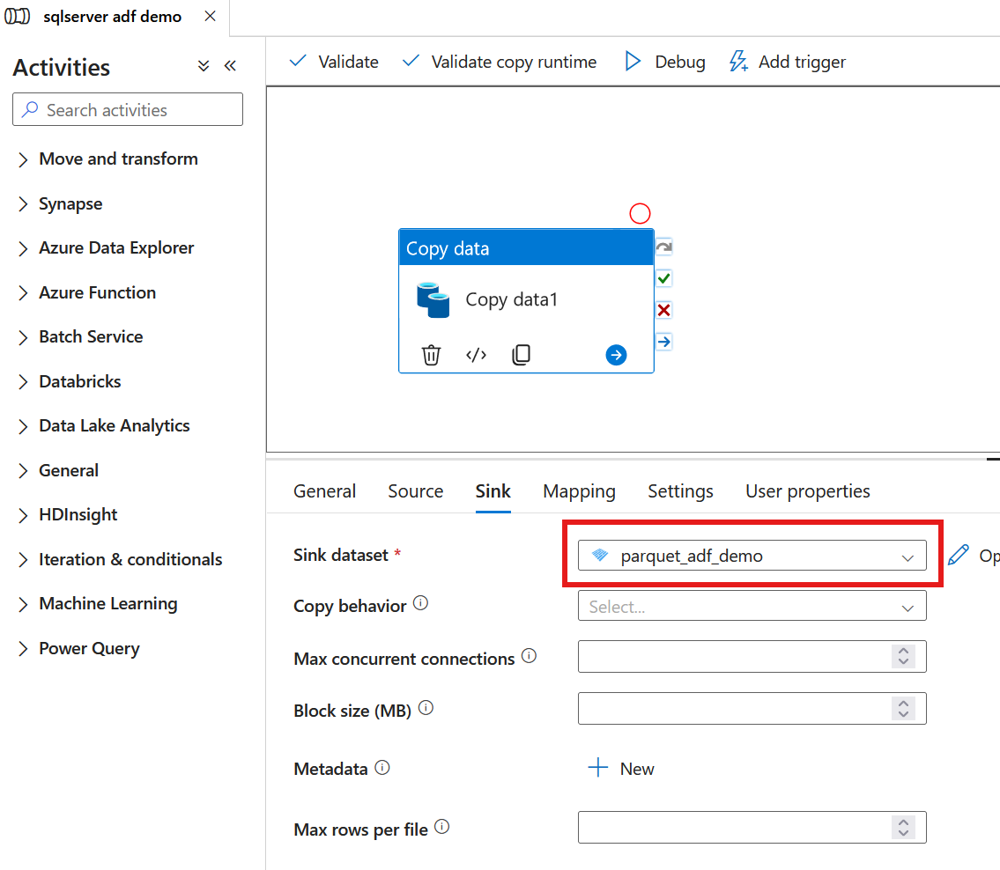 sqlserver adf demo
Activities
Search activities
Move and transform
Synapse
Azure Data Explorer
Azure Function
Batch Service
Databricks
Data Lake Analytics
General
HDInsight
Iteration & conditionals
Machine Learning
Power Query
Validate Validate copy runtime Debug Add trigger
Copy data
Copy data1
General Source Sink Mapping Settings User properties
Sink dataset * parquet_adf_demo Op
Copy behavior Select...
Max concurrent connections
Block size (MB)
Metadata New
Max rows per file